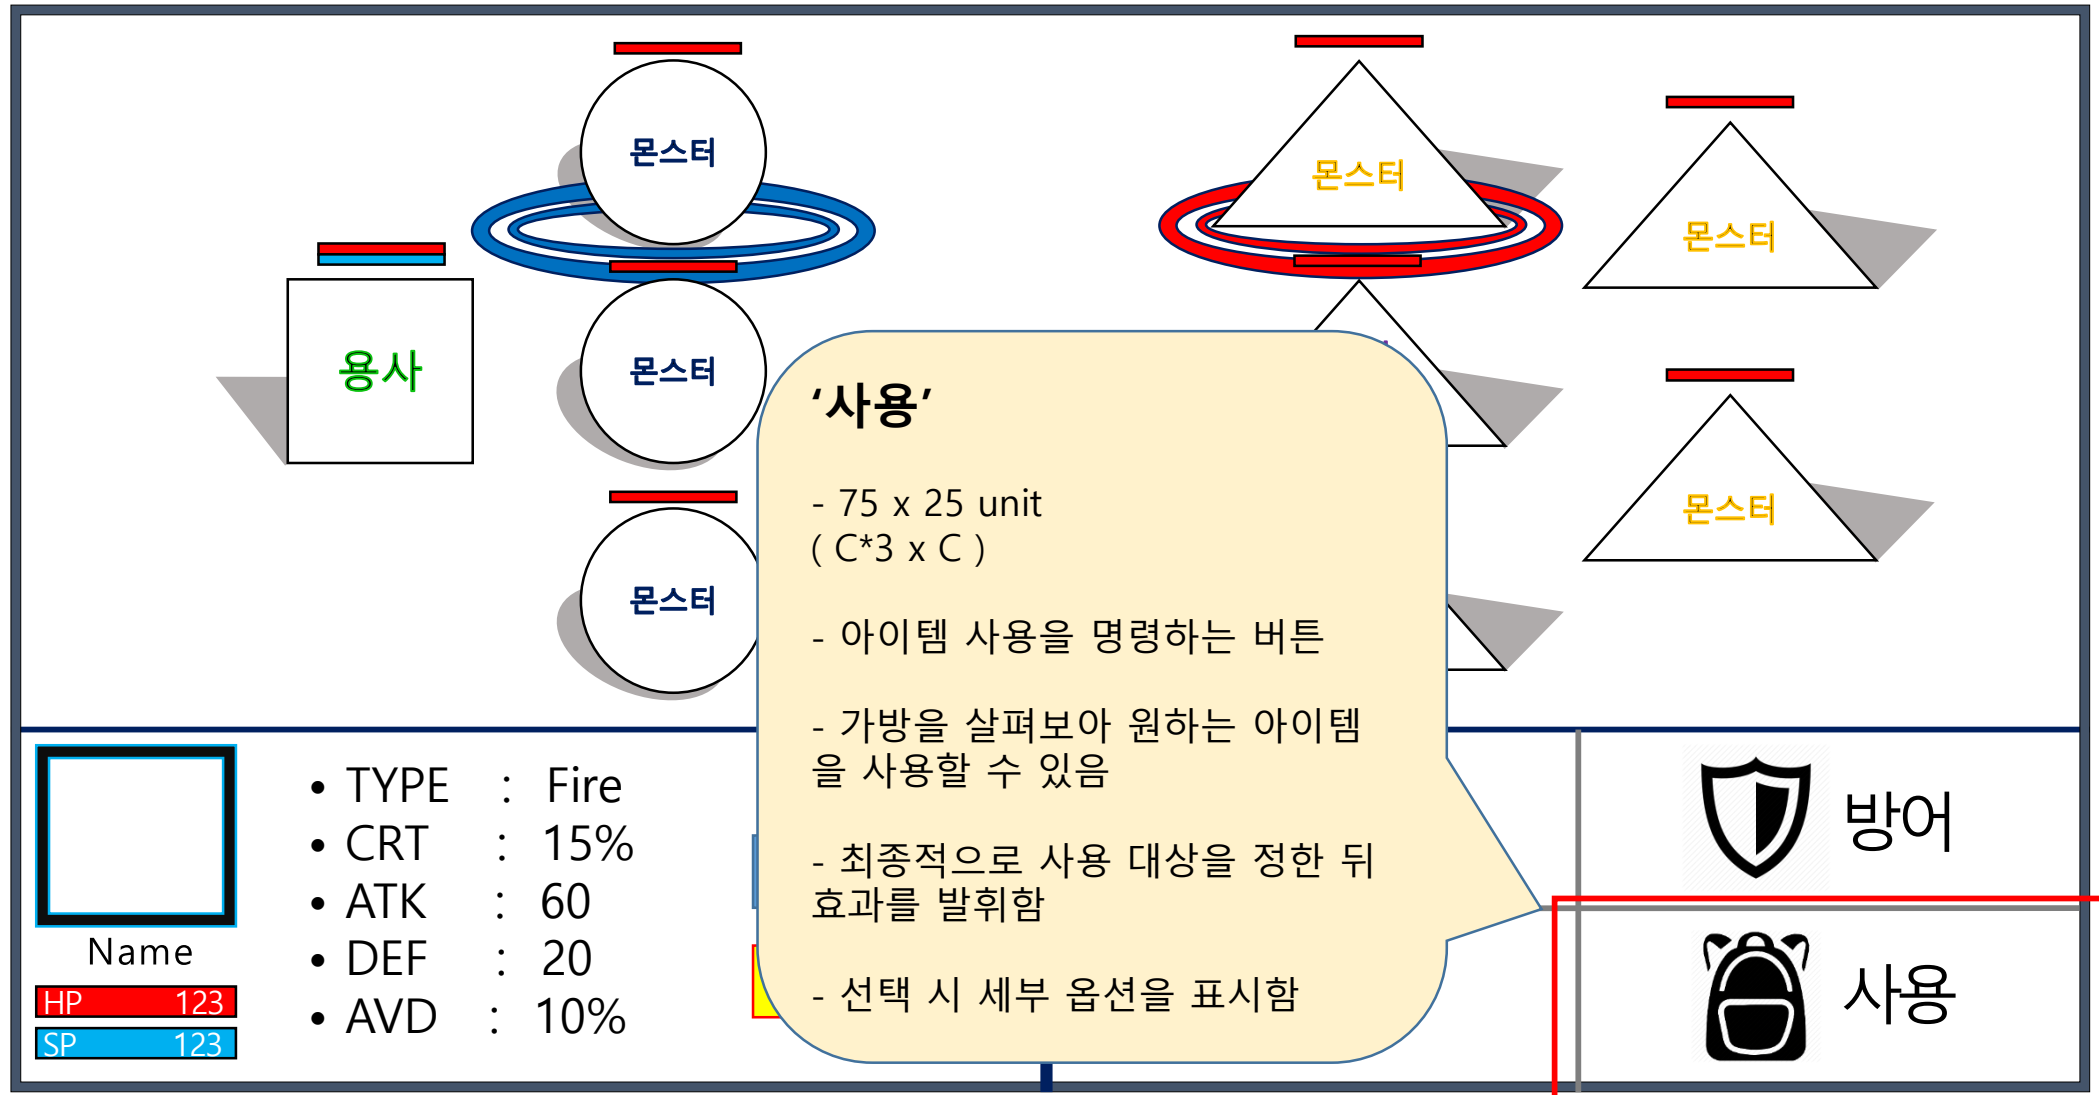 몬스터
몬스터
몬스터
용사
몬스터
몬스터
몬스터
‘사용’
- 75 x 25 unit
( C*3 x C )
- 아이템 사용을 명령하는 버튼
- 가방을 살펴보아 원하는 아이템
을 사용할 수 있음
- 최종적으로 사용 대상을 정한 뒤
효과를 발휘함
- 선택 시 세부 옵션을 표시함
Name
HP 123
SP 123
• TYPE : Fire
• CRT : 15%
• ATK : 60
• DEF : 20
• AVD : 10%
방어
사용